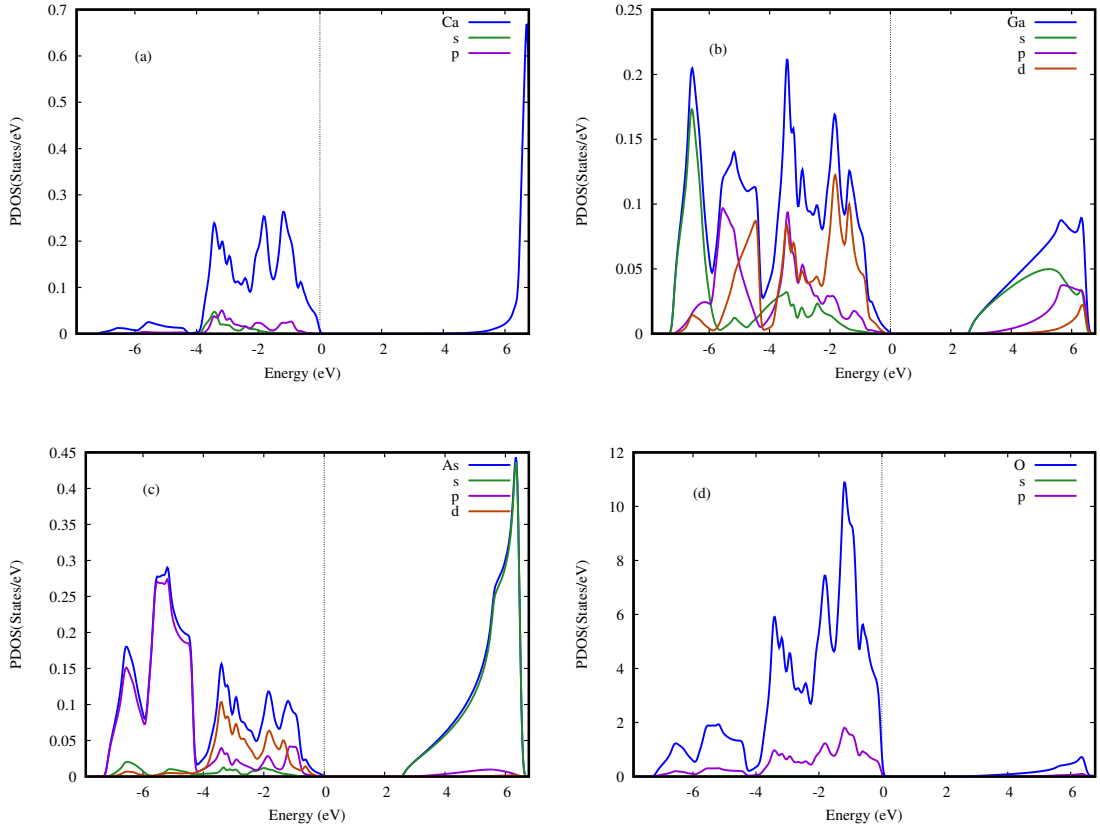 0.7
0.6
0.5
0.4
0.3
0.2
0.1
0
-6 -4 -2 0 2 4 6
PDOS(States/eV)
Energy (eV)
(a)
Ca
s
p
0.25
0.2
0.15
0.1
0.05
0
-6 -4 -2 0 2 4 6
PDOS(States/eV)
Energy (eV)
(b)
Ga
s
p
d
0.45
0.4
0.35
0.3
0.25
0.2
0.15
0.1
0.05
0
-6 -4 -2 0 2 4 6
PDOS(States/eV)
Energy (eV)
(c)
As
s
p
d
12
10
8
6
4
2
0
-6 -4 -2 0 2 4 6
PDOS(States/eV)
Energy (eV)
(d)
O
s
p